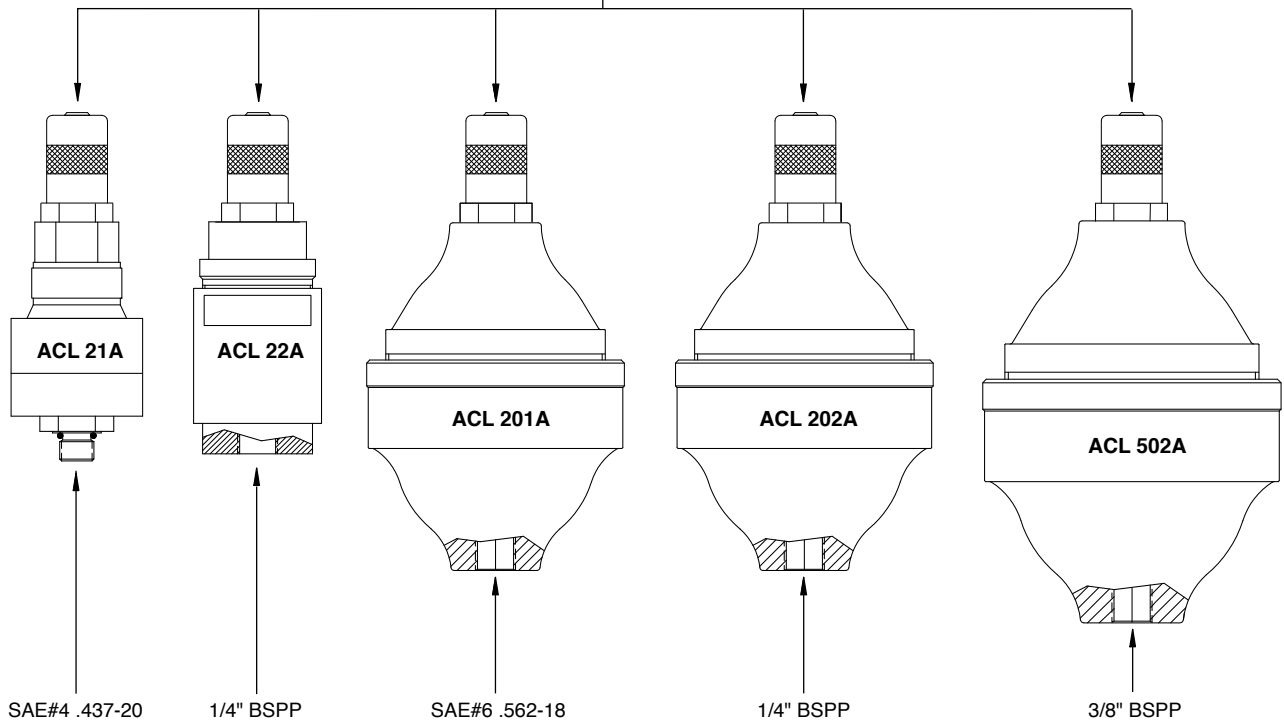 ACL 21A
ACL 22A
ACL 201A
ACL 202A
ACL 502A
SAE#4 .437-20
1/4" BSPP
SAE#6 .562-18
1/4" BSPP
3/8" BSPP